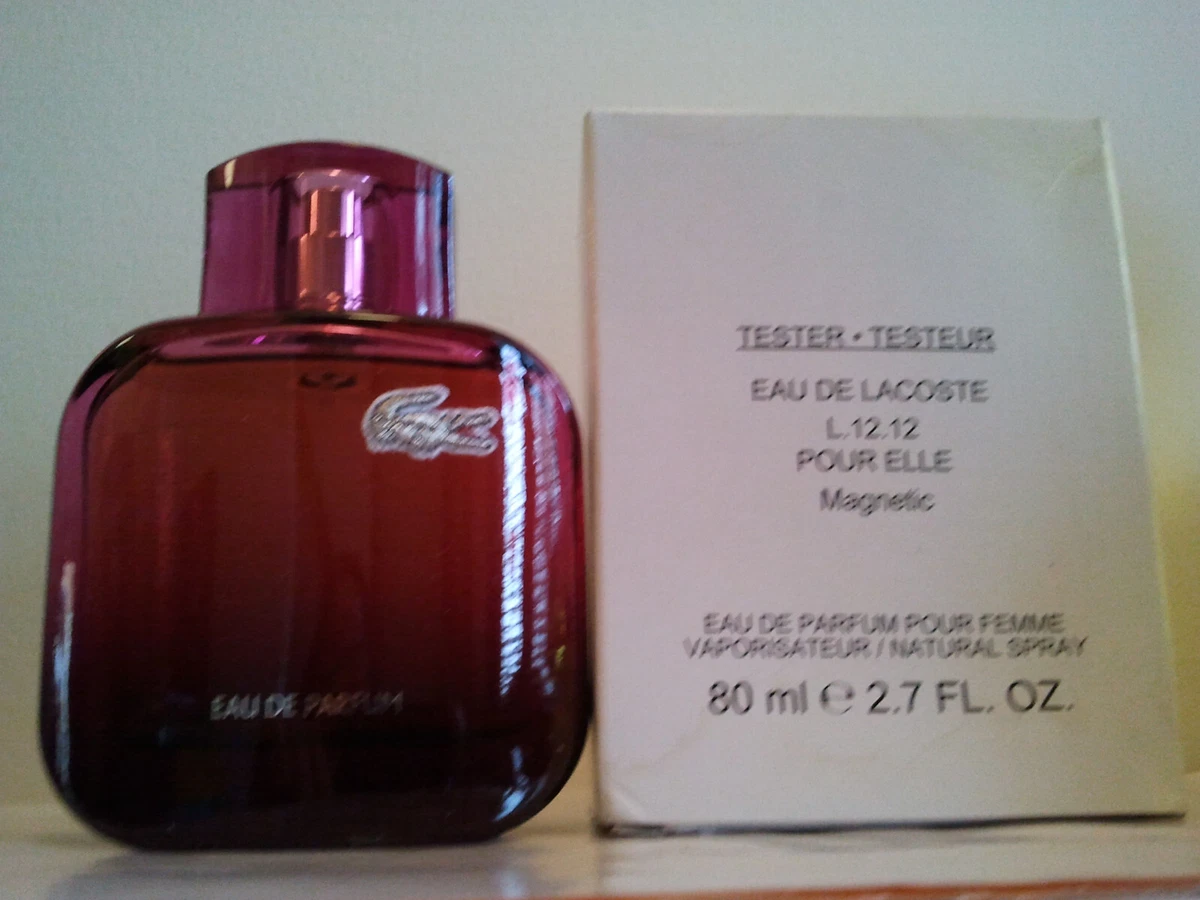 EAU DE PARFUM
TESTER • TESTEUR
EAU DE LACOSTE
L.12.12
POUR ELLE
Magnetic
EAU DE PARFUM POUR FEMME
VAPORISATEUR / NATURAL SPRAY
80 ml ℮ 2.7 FL. OZ.